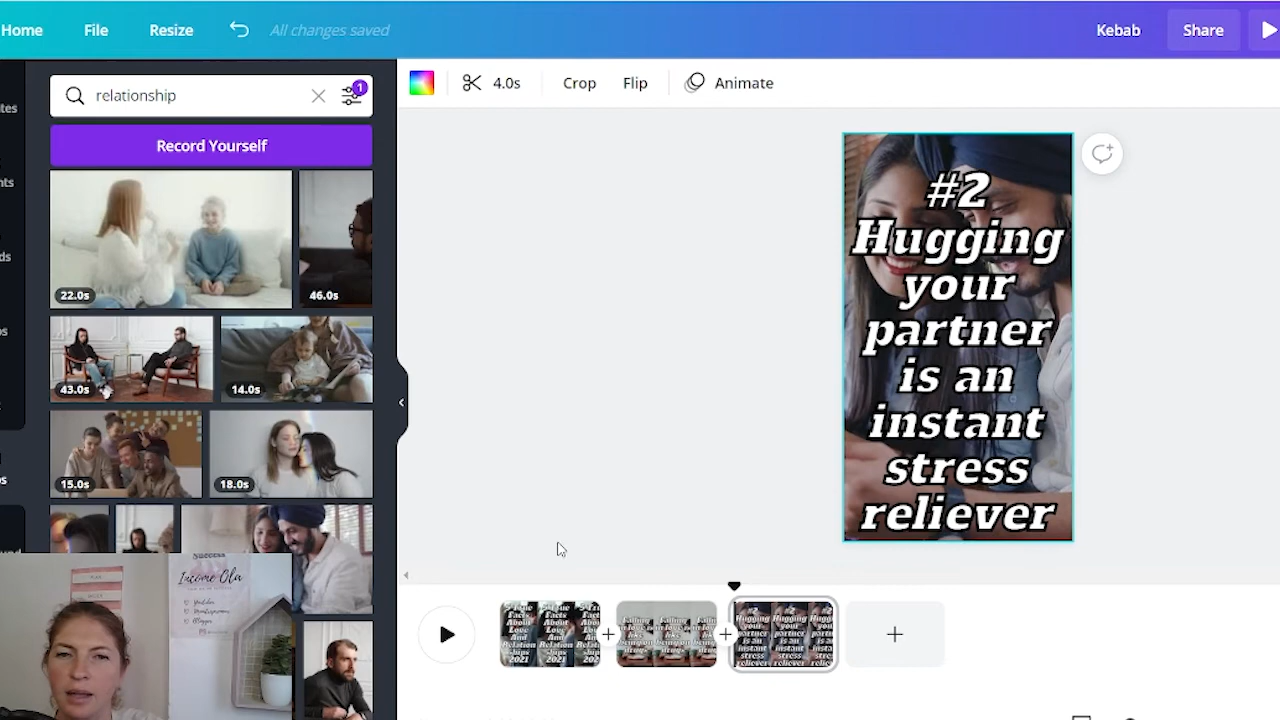 Home
File
Resize
All changes saved
Kebab
Share
relationship
1
4.0s
Crop
Flip
Animate
Record Yourself
22.0s
46.0s
43.0s
14.0s
15.0s
18.0s
#2
Hugging
your
partner
is an
instant
stress
reliever
Success
Income Ola